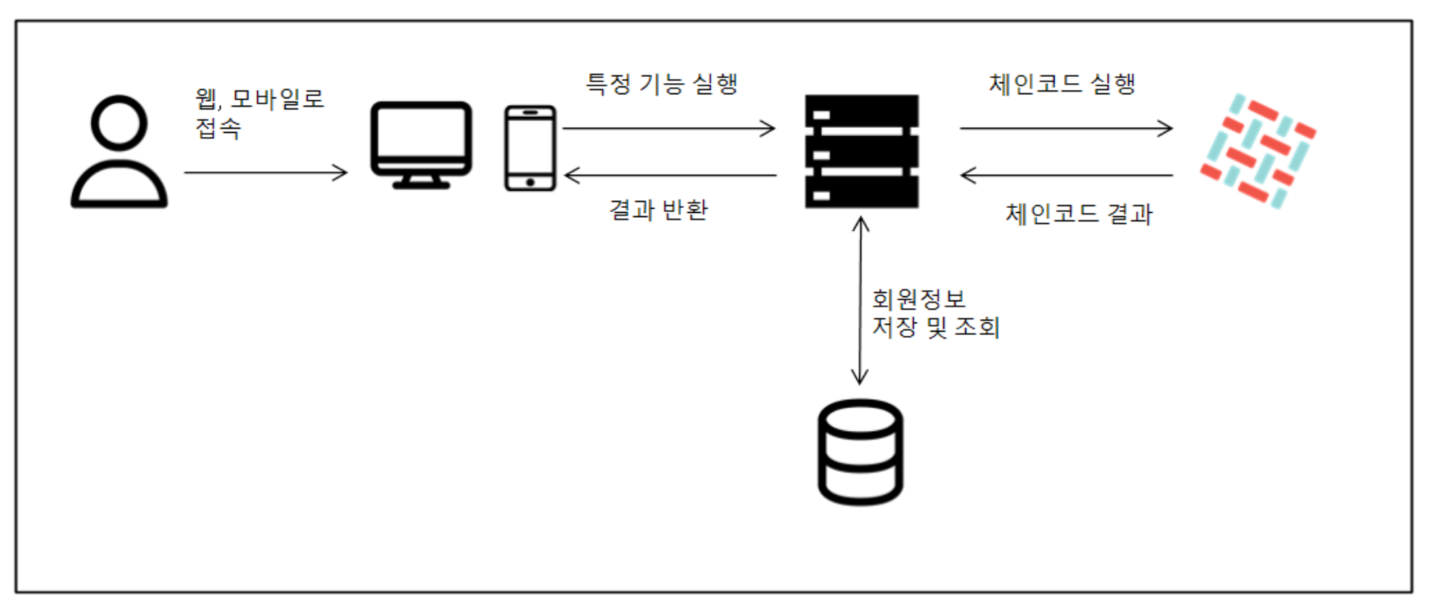 웹, 모바일로
접속
특정 기능 실행
결과 반환
체인코드 실행
체인코드 결과
회원정보
저장 및 조회